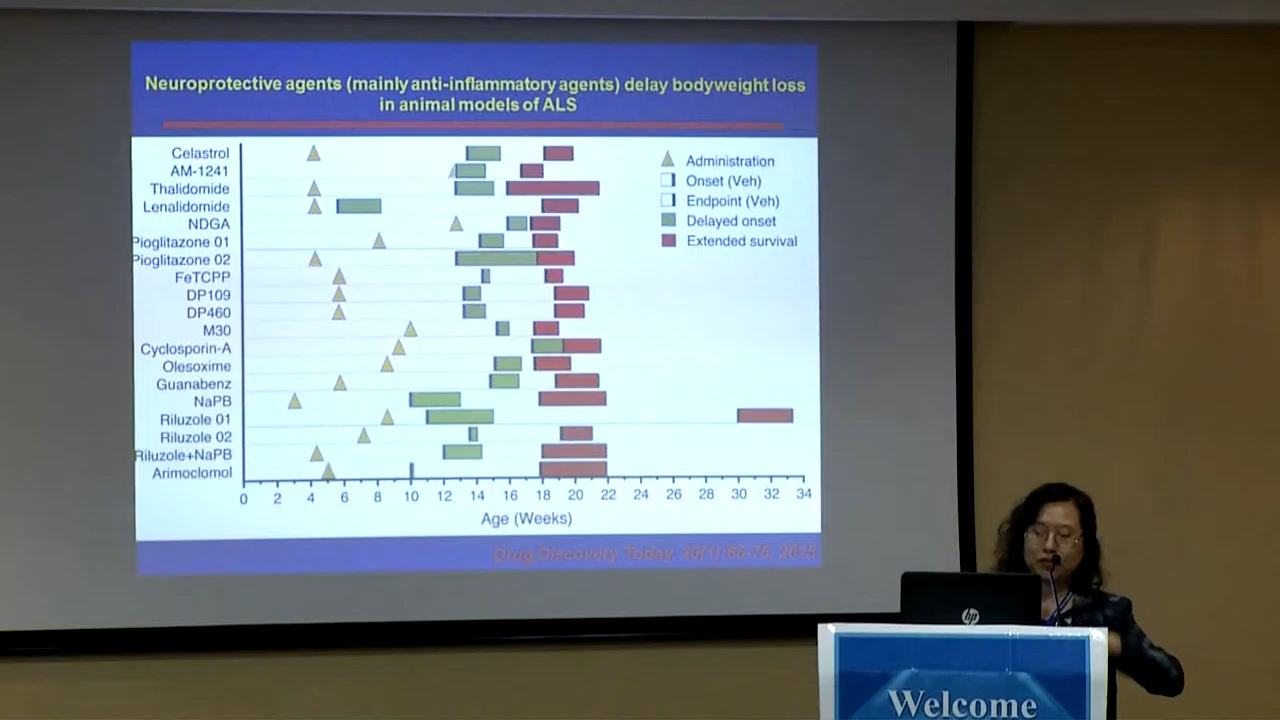 Neuroprotective agents (mainly anti-inflammatory agents) delay bodyweight loss
in animal models of ALS
Celastrol
AM-1241
Thalidomide
Lenalidomide
NDGA
Pioglitazone 01
Pioglitazone 02
FeTCPP
DP109
DP460
M30
Cyclosporin-A
Olesoxime
Guanabenz
NaPB
Riluzole 01
Riluzole 02
Riluzole+NaPB
Arimoclomol
Administration
Onset (Veh)
Endpoint (Veh)
Delayed onset
Extended survival
0 2 4 6 8 10 12 14 16 18 20 22 24 26 28 30 32 34
Age (Weeks)
Drug Discovery Today,
hp
Welcome